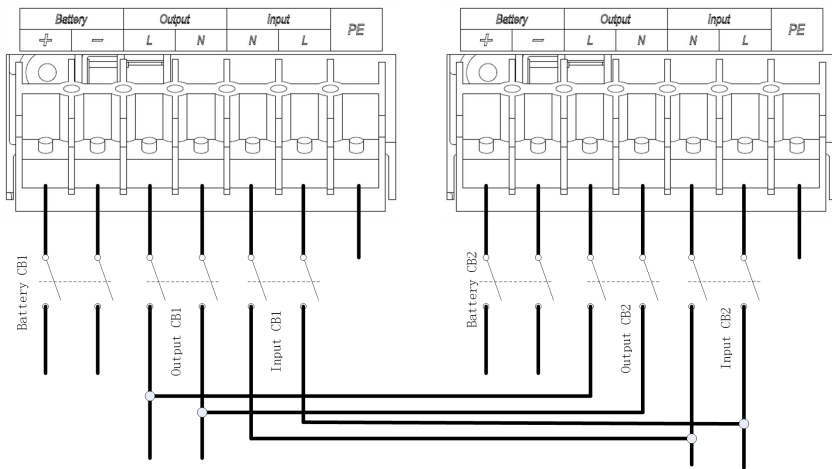 Battery Output Input PE
+ − L N N L
Battery Output Input PE
+ − L N N L
Battery CB1
Output CB1
Input CB1
Battery CB2
Output CB2
Input CB2